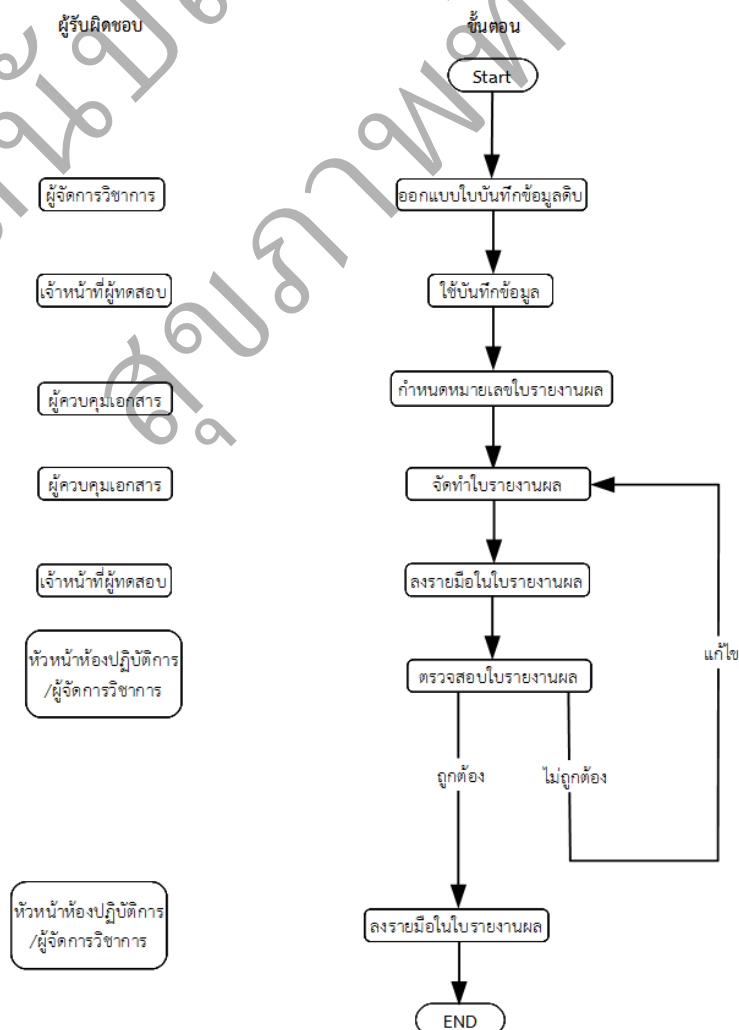 ผู้รับผิดชอบ ขั้นตอน
Start
ผู้จัดการวิชาการ ออกแบบใบบันทึกข้อมูลดิบ
เจ้าหน้าที่ผู้ทดสอบ ใช้บันทึกข้อมูล
ผู้ควบคุมเอกสาร กำหนดหมายเลขใบรายงานผล
ผู้ควบคุมเอกสาร จัดทำใบรายงานผล
เจ้าหน้าที่ผู้ทดสอบ ลงรายมือในใบรายงานผล
หัวหน้าห้องปฏิบัติการ
/ผู้จัดการวิชาการ
ตรวจสอบใบรายงานผล
แก้ไข
ถูกต้อง ไม่ถูกต้อง
หัวหน้าห้องปฏิบัติการ
/ผู้จัดการวิชาการ
ลงรายมือในใบรายงานผล
END